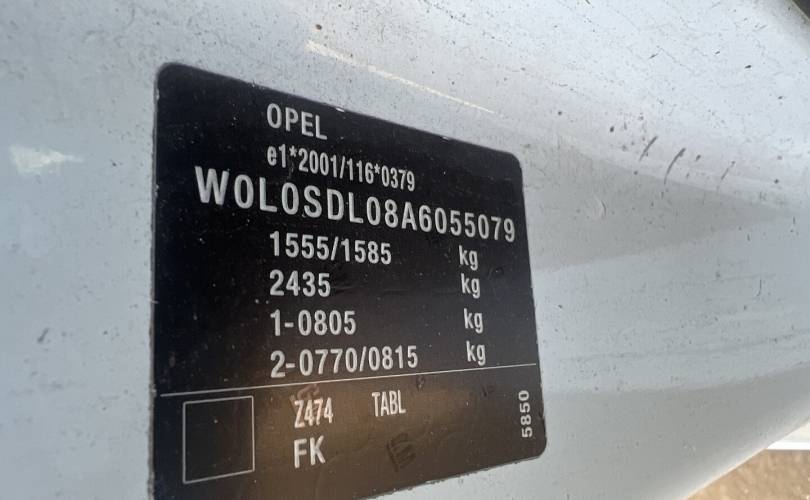 OPEL
e1*2001/116*0379
W0L0SDL08A6055079
1555/1585 kg
2435 kg
1-0805 kg
2-0770/0815 kg
Z474 TABL
FK
5850